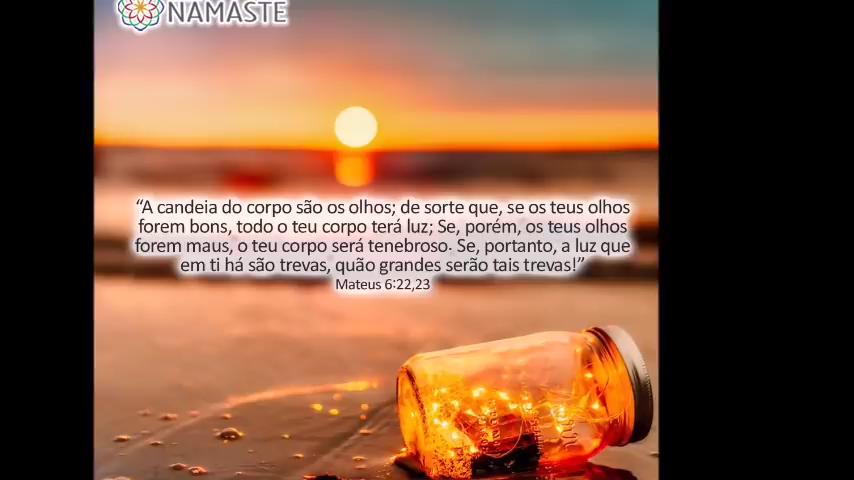 NAMASTE
“A candeia do corpo são os olhos; de sorte que, se os teus olhos
forem bons, todo o teu corpo terá luz; Se, porém, os teus olhos
forem maus, o teu corpo será tenebroso. Se, portanto, a luz que
em ti há são trevas, quão grandes serão tais trevas!”
Mateus 6:22,23